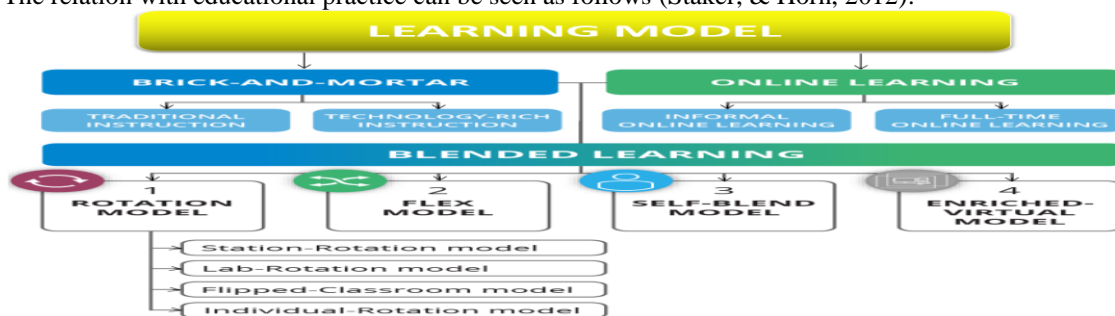 The relation with educational practice can be seen as follows (Staker, & Horn, 2012):
LEARNING MODEL
BRICK-AND-MORTAR
ONLINE LEARNING
TRADITIONAL
INSTRUCTION
TECHNOLOGY-RICH
INSTRUCTION
INFORMAL
ONLINE LEARNING
FULL-TIME
ONLINE LEARNING
BLENDED LEARNING
1
ROTATION
MODEL
2
FLEX
MODEL
3
SELF-BLEND
MODEL
4
ENRICHED-
VIRTUAL
MODEL
Station-Rotation model
Lab-Rotation model
Flipped-Classroom model
Individual-Rotation model